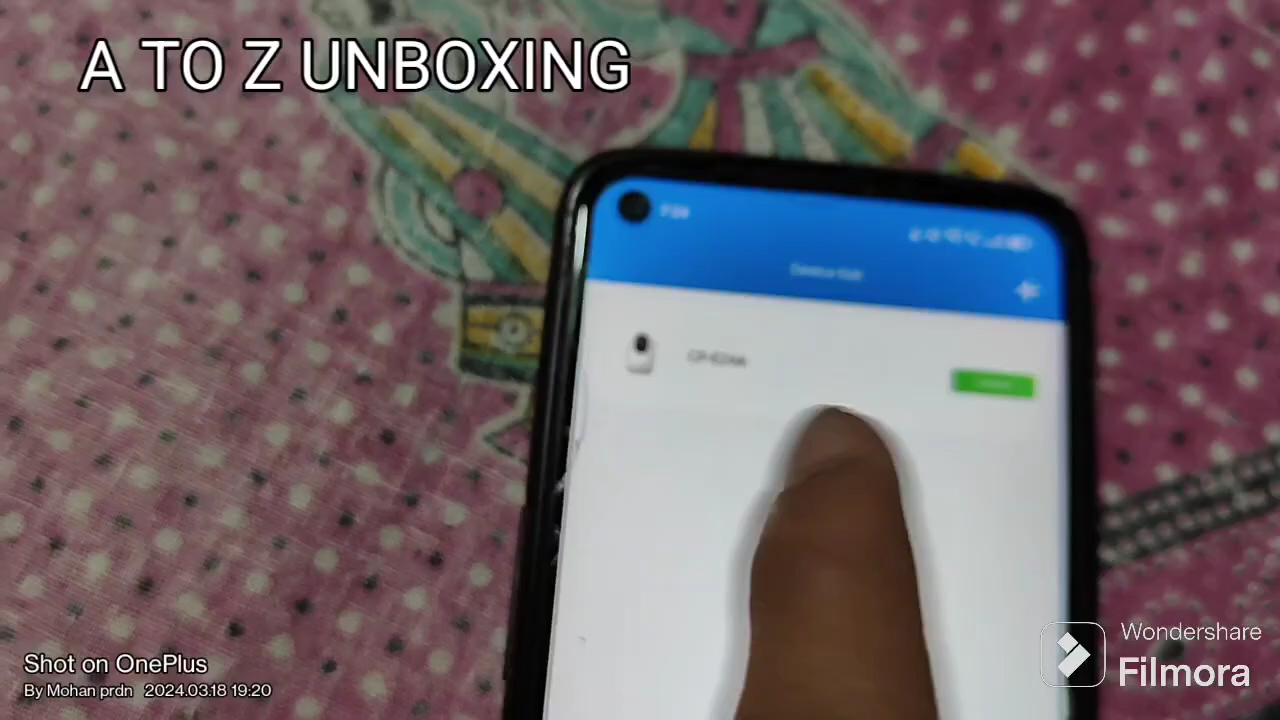 A TO Z UNBOXING
Shot on OnePlus
By Mohan prdn 2024.03.18 19:20
Wondershare
Filmora